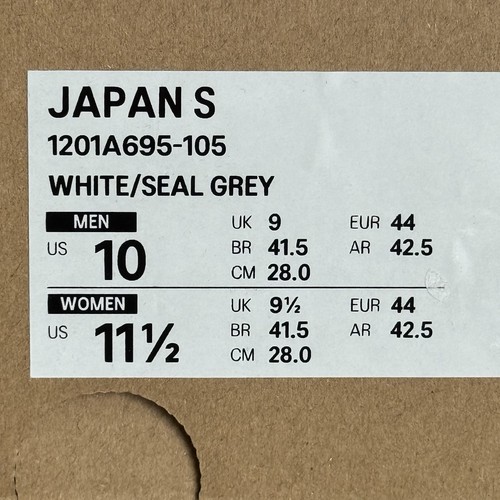 JAPAN S
1201A695-105
WHITE/SEAL GREY
MEN UK 9 EUR 44
US 10 BR 41.5 AR 42.5
CM 28.0
WOMEN UK 9½ EUR 44
US 11½ BR 41.5 AR 42.5
CM 28.0